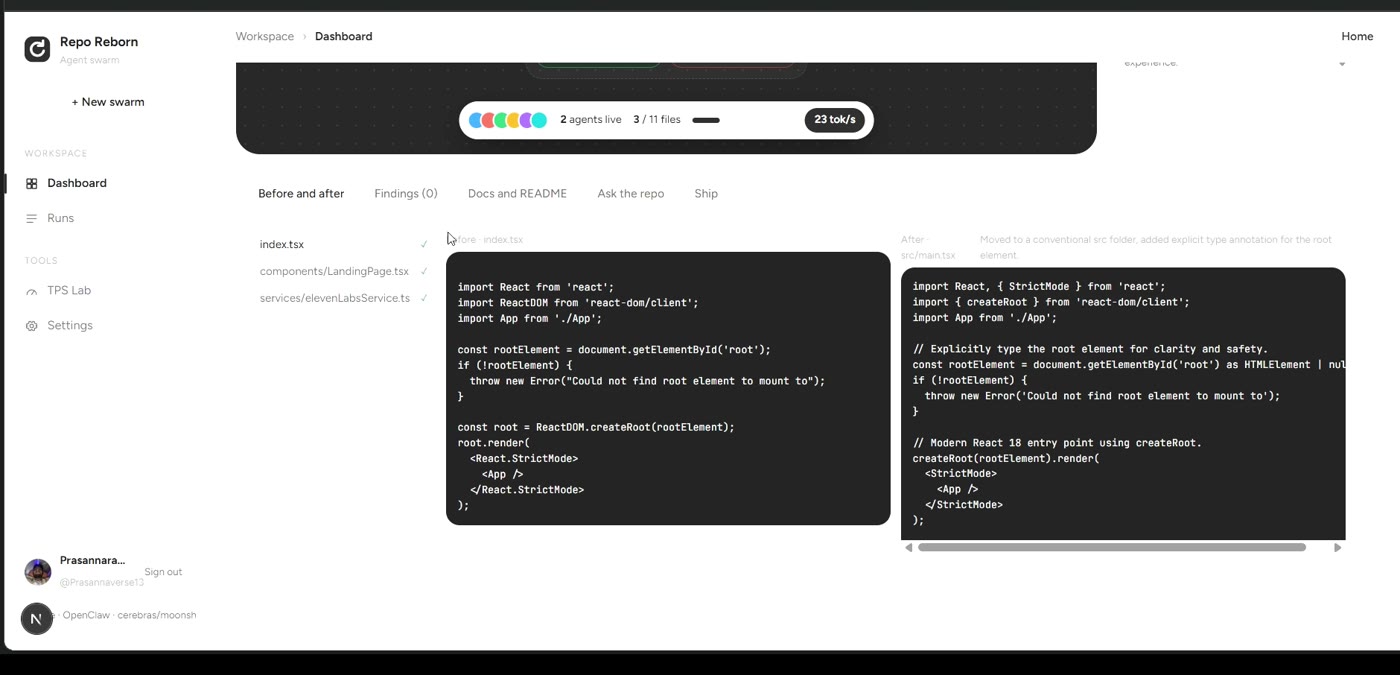 Repo Reborn
Agent swarm
+ New swarm
WORKSPACE
Dashboard
Runs
TOOLS
TPS Lab
Settings
Prasannara...
@Prasannaverse13
Sign out
N
· OpenClaw · cerebras/moonsh
Workspace › Dashboard
Home
experience.
2 agents live 3 / 11 files 23 tok/s
Before and after Findings (0) Docs and README Ask the repo Ship
index.tsx ✓
components/LandingPage.tsx ✓
services/elevenLabsService.ts ✓
fore · index.tsx
import React from 'react';
import ReactDOM from 'react-dom/client';
import App from './App';
const rootElement = document.getElementById('root');
if (!rootElement) {
  throw new Error("Could not find root element to mount to");
}
const root = ReactDOM.createRoot(rootElement);
root.render(
  <React.StrictMode>
    <App />
  </React.StrictMode>
);
After ·
src/main.tsx
Moved to a conventional src folder, added explicit type annotation for the root
element.
import React, { StrictMode } from 'react';
import { createRoot } from 'react-dom/client';
import App from './App';
// Explicitly type the root element for clarity and safety.
const rootElement = document.getElementById('root') as HTMLElement | nul
if (!rootElement) {
  throw new Error('Could not find root element to mount to');
}
// Modern React 18 entry point using createRoot.
createRoot(rootElement).render(
  <StrictMode>
    <App />
  </StrictMode>
);